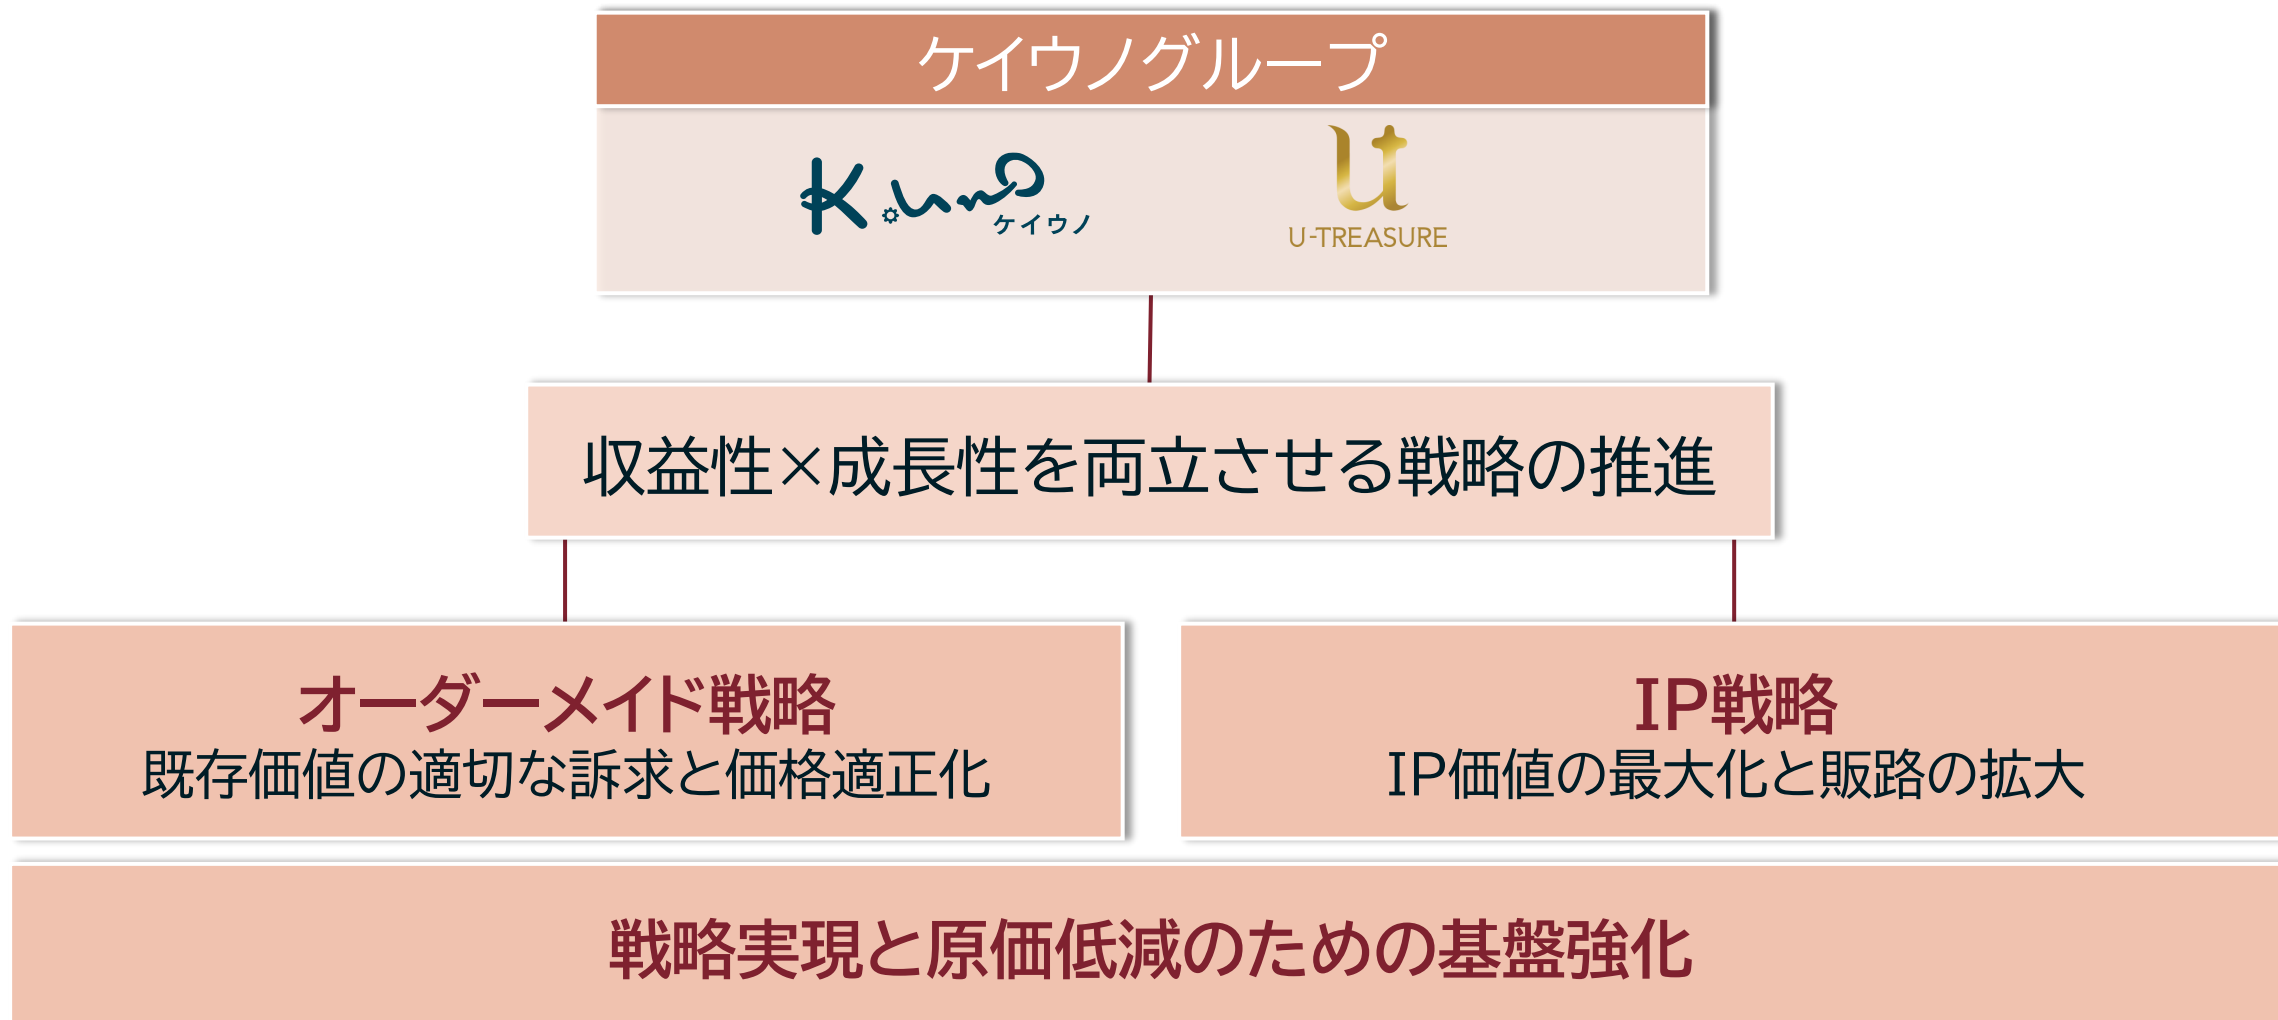 ケイウノグループ
K.uno
ケイウノ
U-TREASURE
収益性×成長性を両立させる戦略の推進
オーダーメイド戦略
既存価値の適切な訴求と価格適正化
IP戦略
IP価値の最大化と販路の拡大
戦略実現と原価低減のための基盤強化